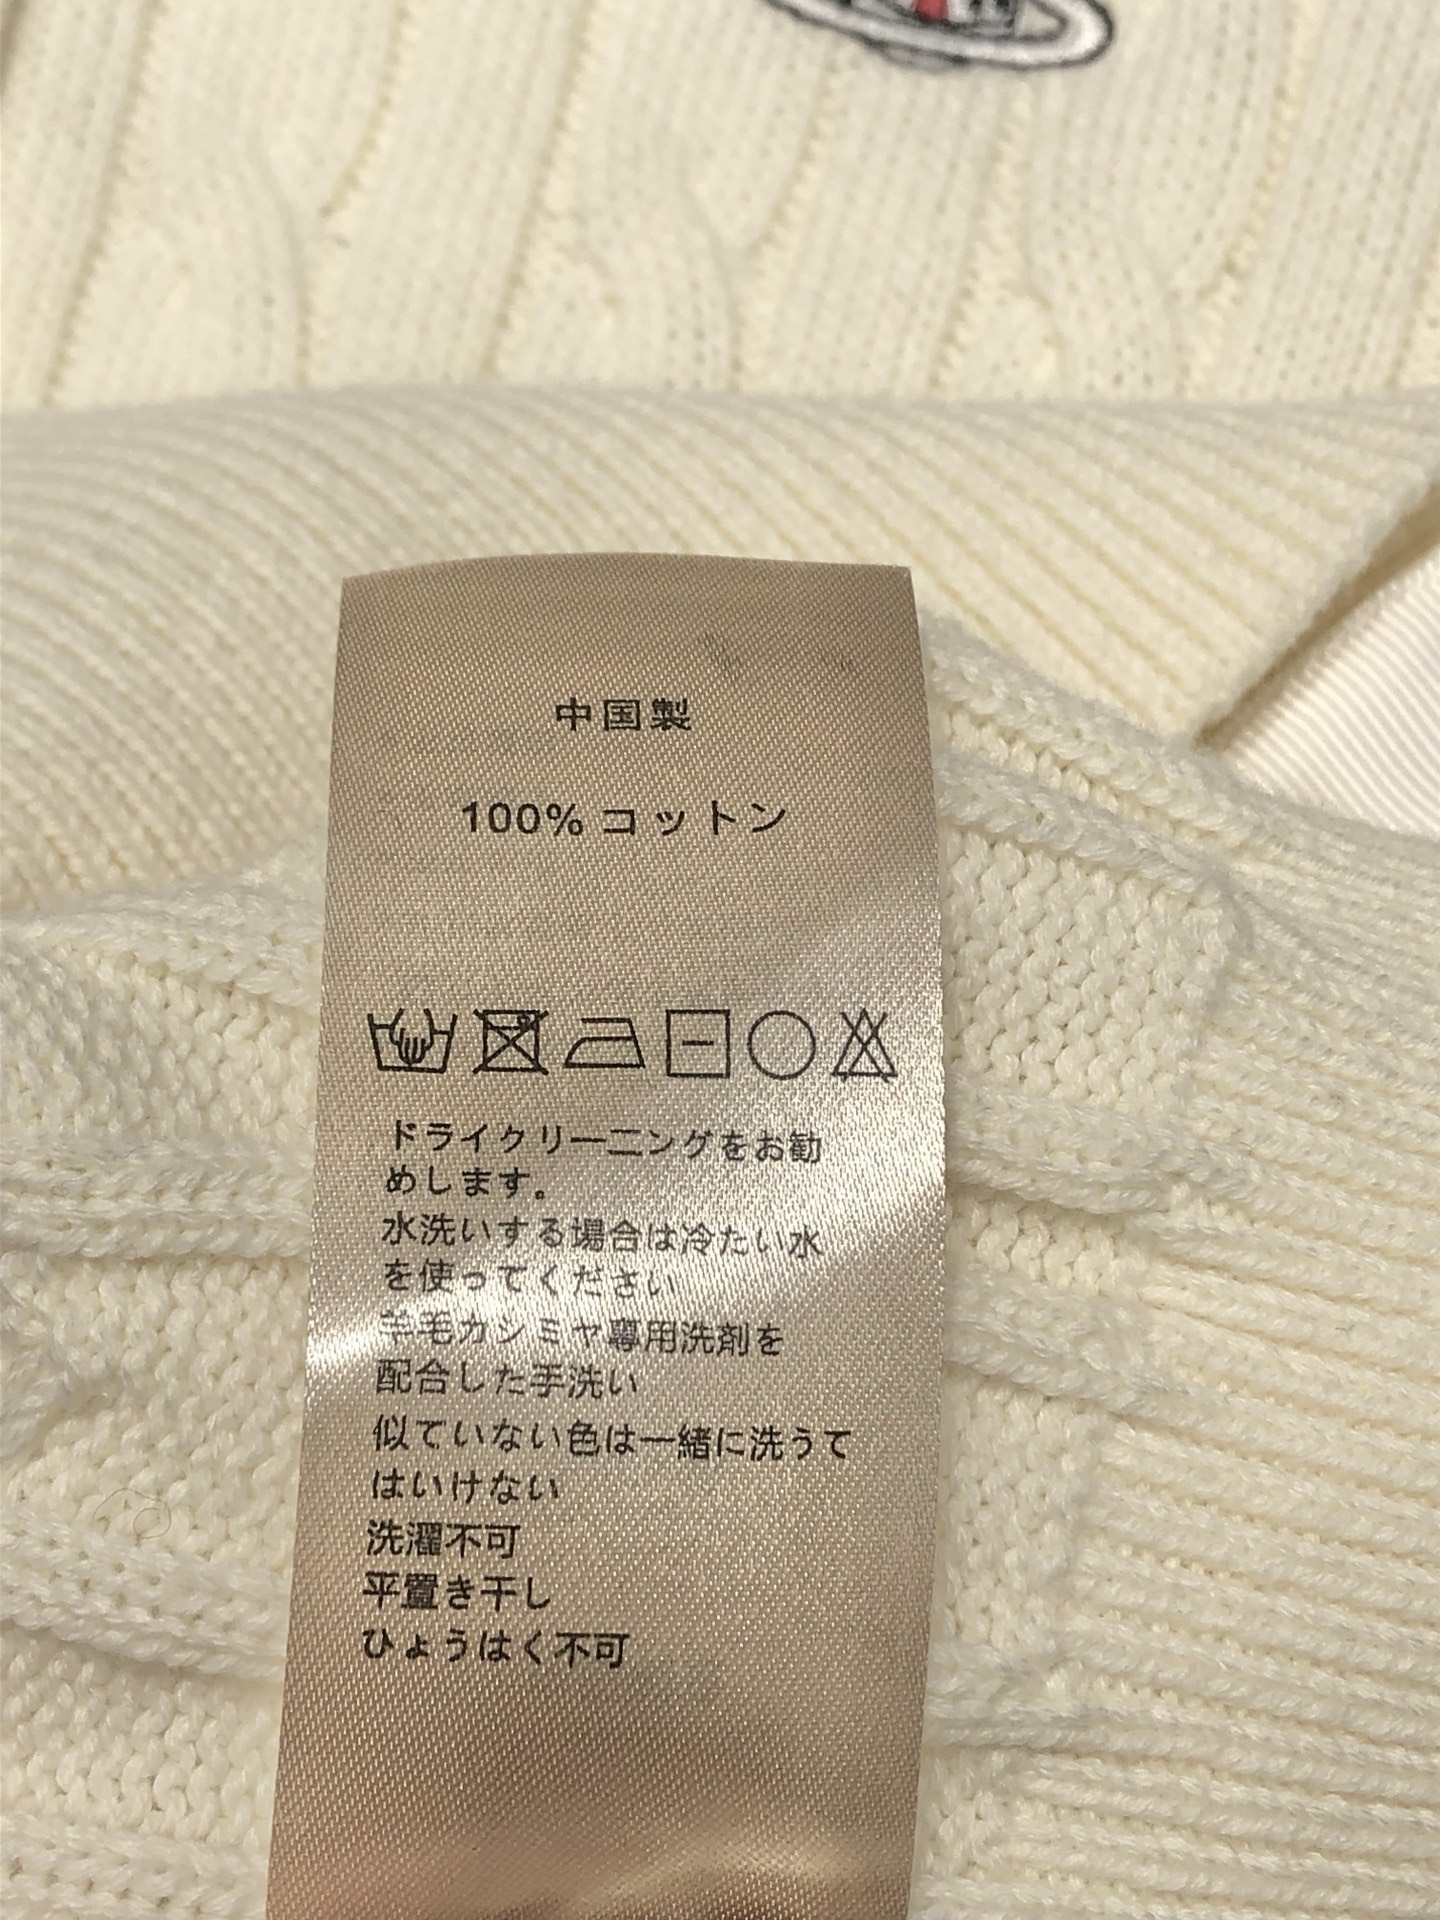 中国製
100% コットン
ドライクリーニングをお勧
めします。
水洗いする場合は冷たい水
を使ってください
羊毛カシミヤ專用洗剤を
配合した手洗い
似ていない色は一緒に洗うて
はいけない
洗濯不可
平置き干し
ひょうはく不可